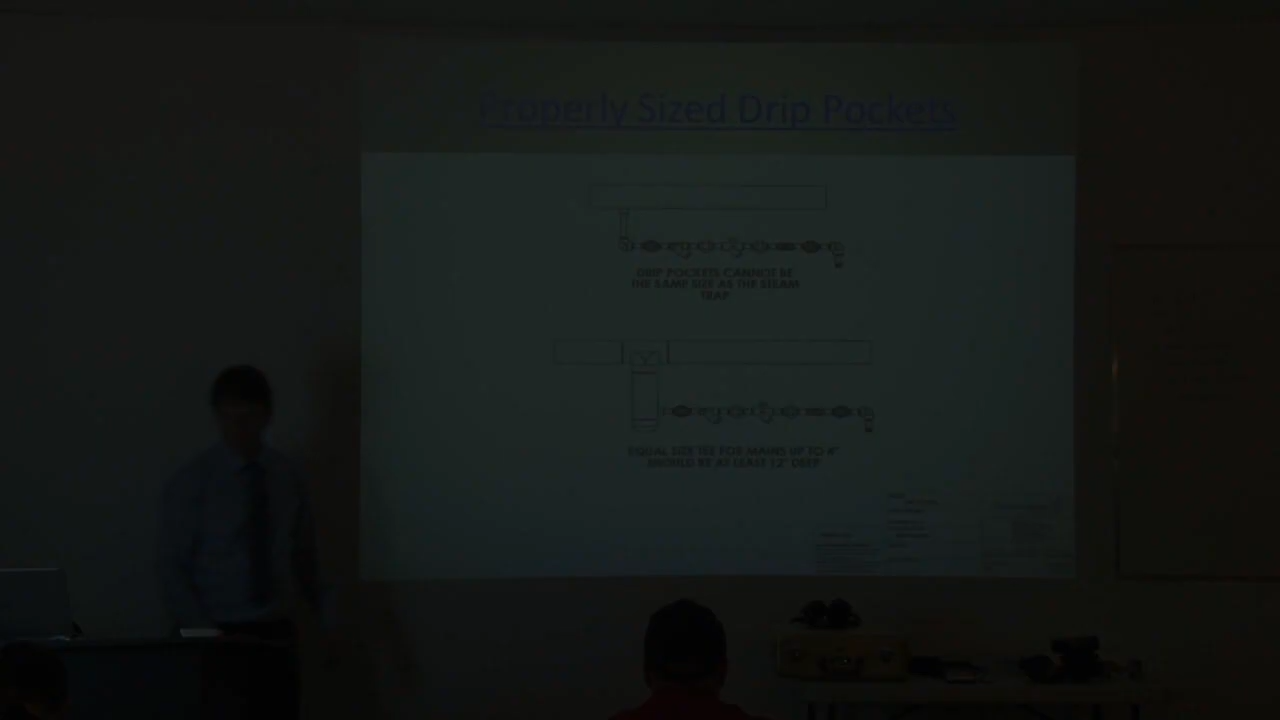 Properly Sized Drip Pockets
DRIP POCKETS CANNOT BE
THE SAME SIZE AS THE STEAM
TRAP
EQUAL SIZE TEE FOR MAINS UP TO 4"
SHOULD BE AT LEAST 12" DEEP